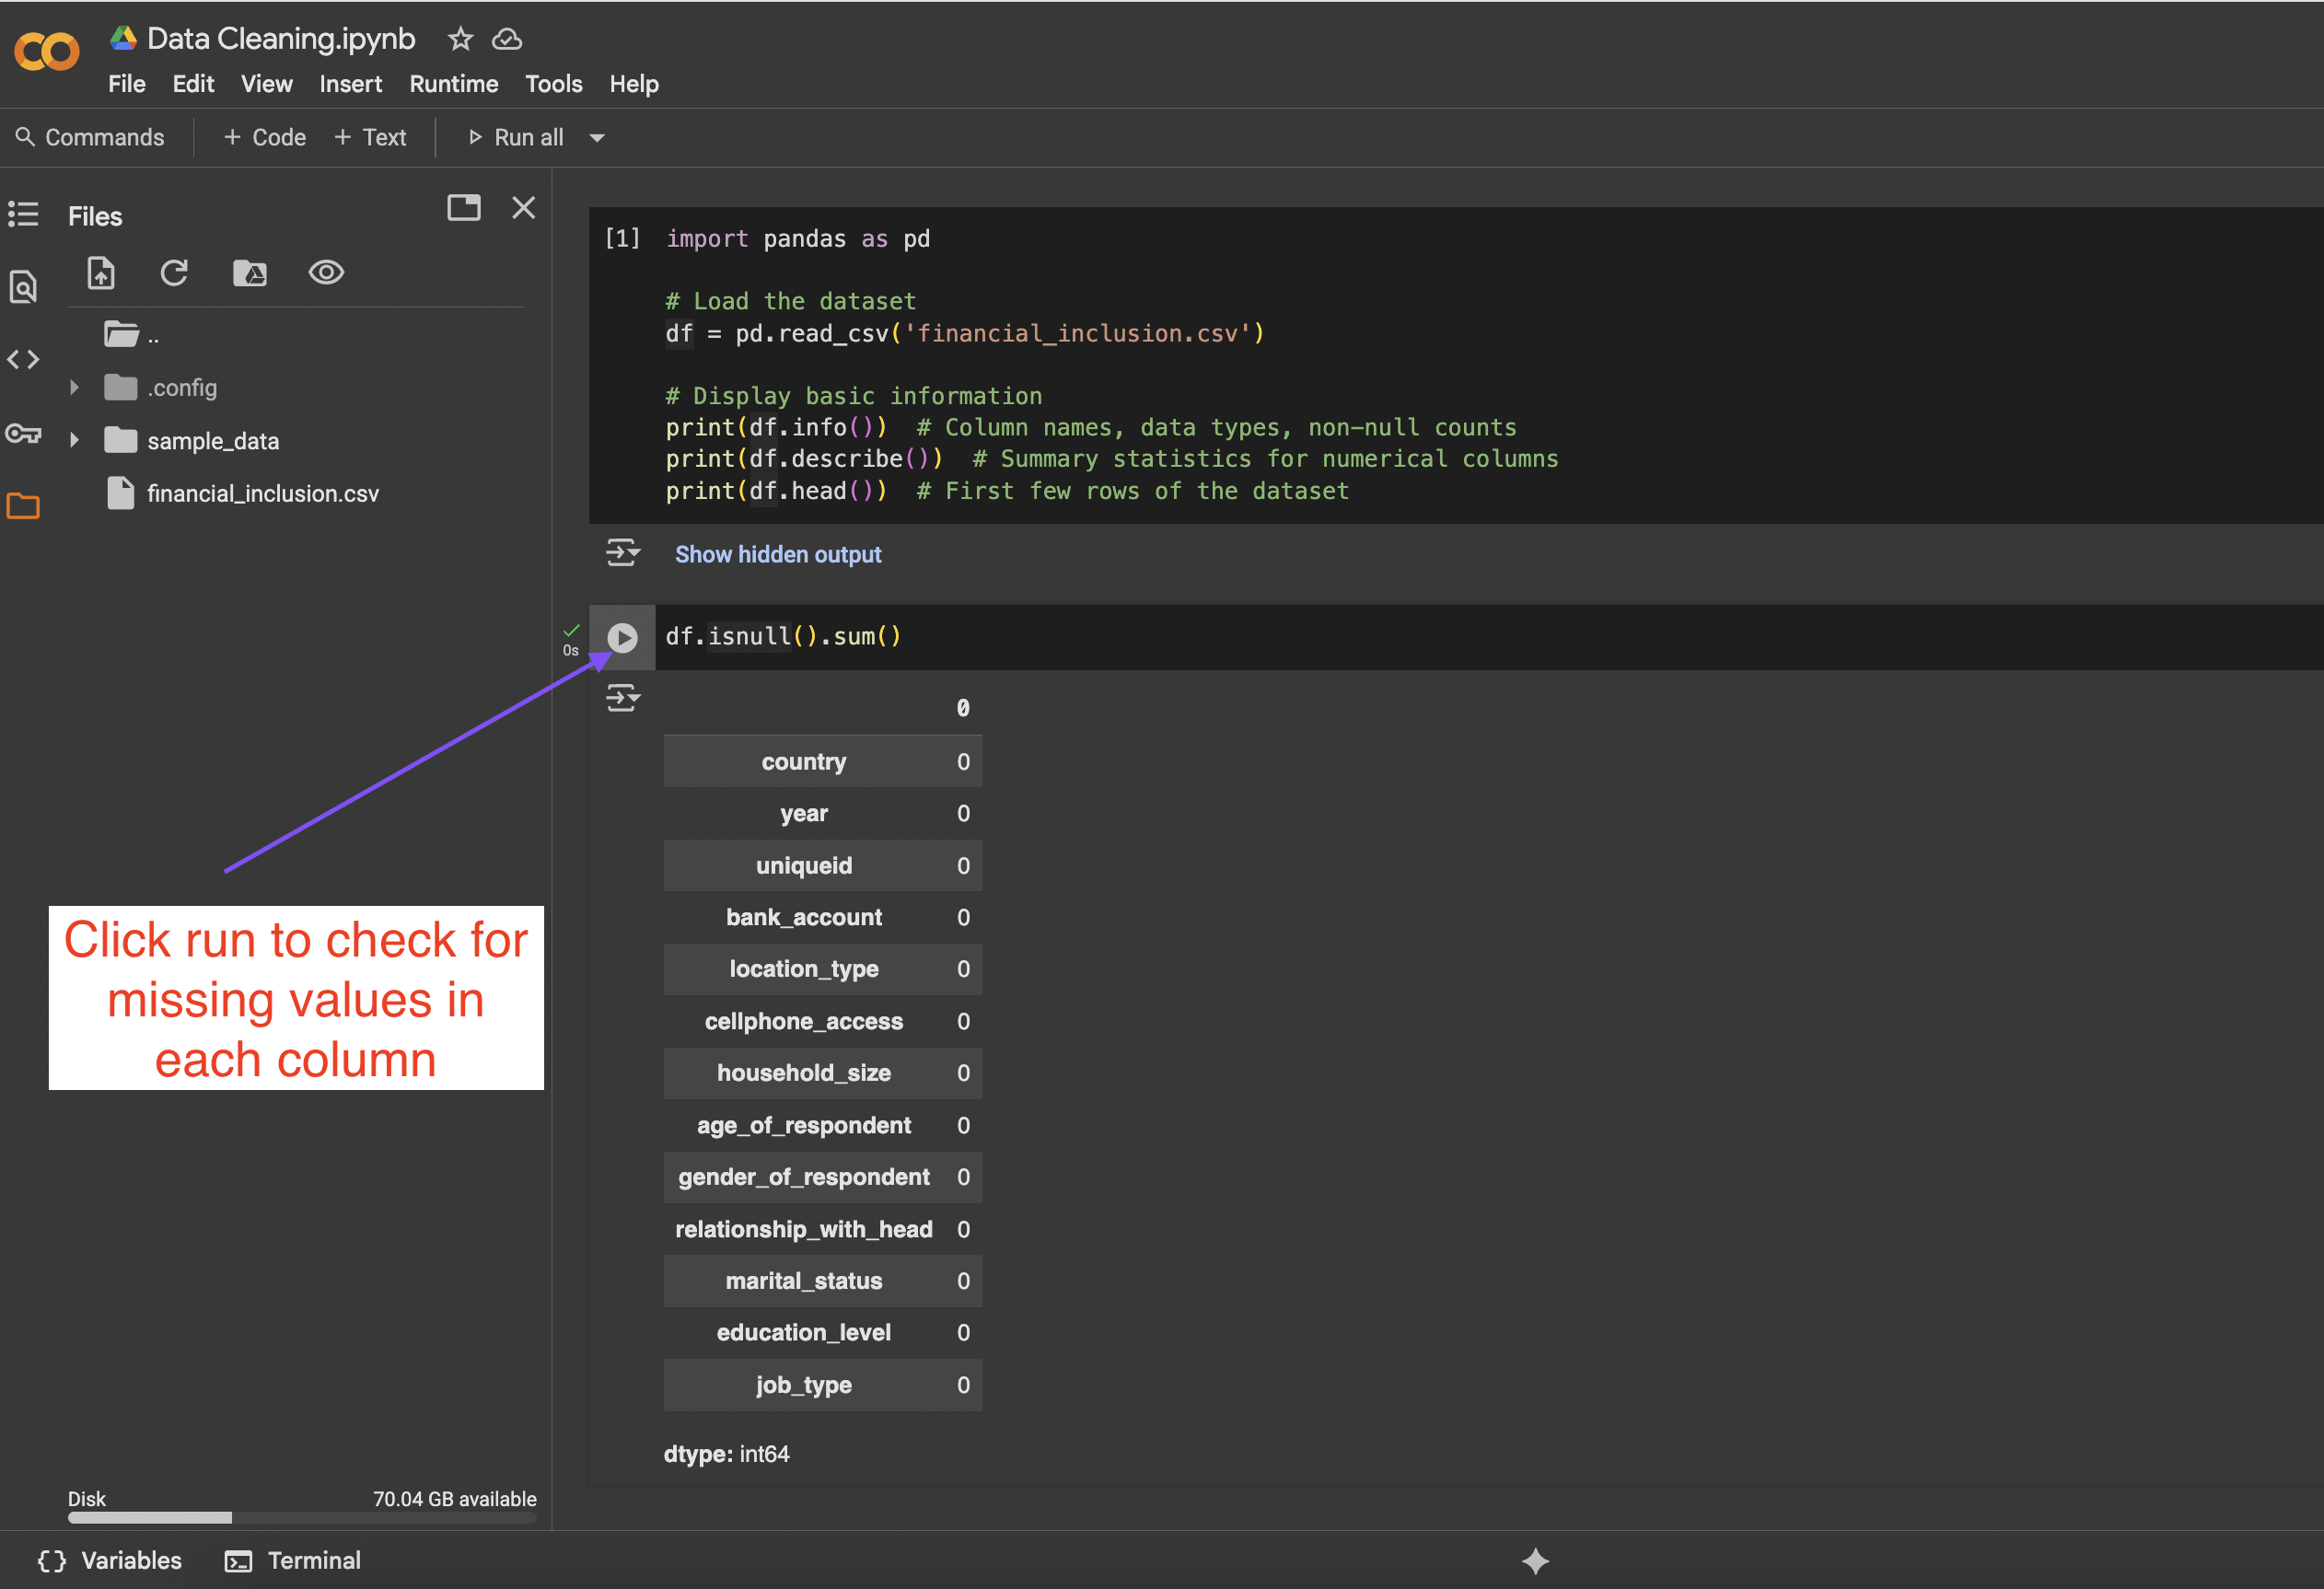 Data Cleaning.ipynb
File Edit View Insert Runtime Tools Help
Commands + Code + Text Run all
Files
..
.config
sample_data
financial_inclusion.csv
[1] import pandas as pd
# Load the dataset
df = pd.read_csv('financial_inclusion.csv')
# Display basic information
print(df.info())  # Column names, data types, non-null counts
print(df.describe())  # Summary statistics for numerical columns
print(df.head())  # First few rows of the dataset
Show hidden output
0s
df.isnull().sum()
0
country 0
year 0
uniqueid 0
bank_account 0
location_type 0
cellphone_access 0
household_size 0
age_of_respondent 0
gender_of_respondent 0
relationship_with_head 0
marital_status 0
education_level 0
job_type 0
dtype: int64
Click run to check for
missing values in
each column
Disk 70.04 GB available
{} Variables Terminal